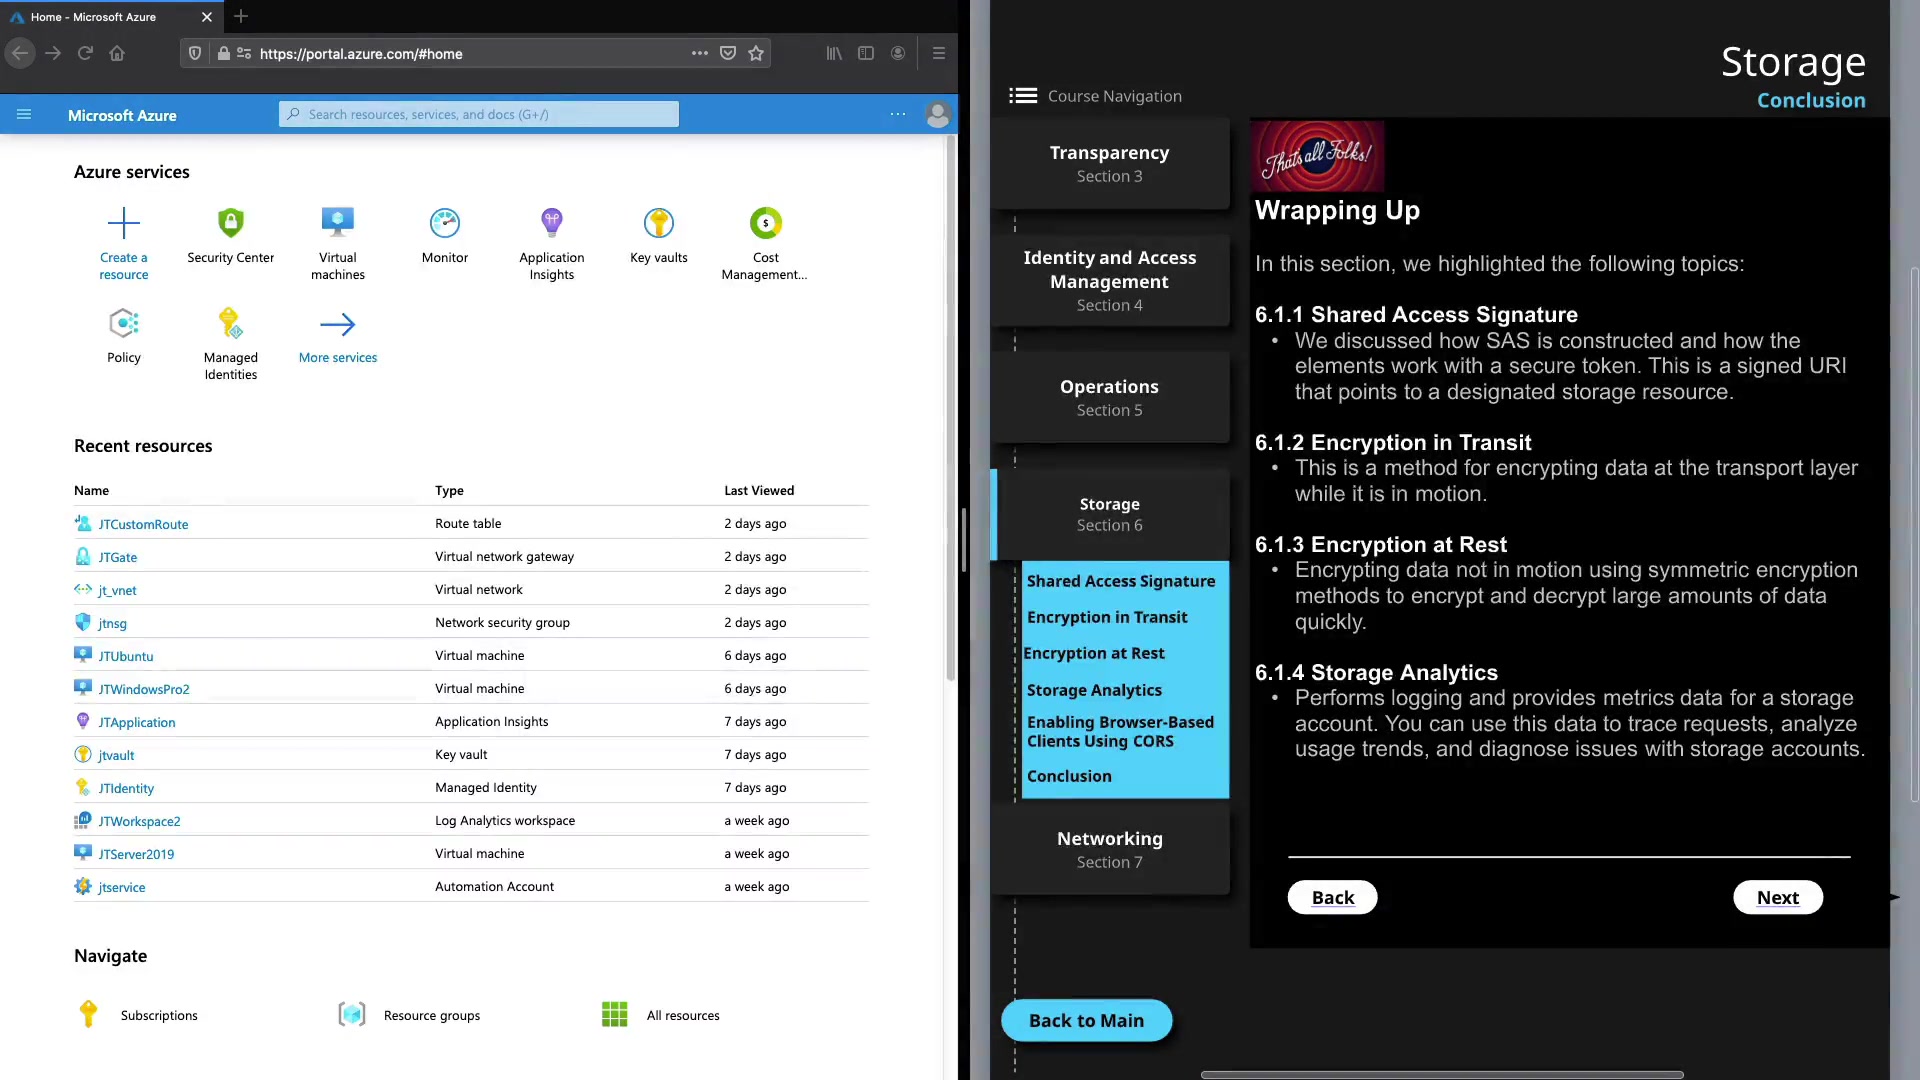 Home - Microsoft Azure
https://portal.azure.com/#home
Microsoft Azure
Search resources, services, and docs (G+/)
Azure services
Create a
resource
Security Center
Virtual
machines
Monitor
Application
Insights
Key vaults
Cost
Management...
Policy
Managed
Identities
More services
Recent resources
Name Type Last Viewed
JTCustomRoute Route table 2 days ago
JTGate Virtual network gateway 2 days ago
jt_vnet Virtual network 2 days ago
jtnsg Network security group 2 days ago
JTUbuntu Virtual machine 6 days ago
JTWindowsPro2 Virtual machine 6 days ago
JTApplication Application Insights 7 days ago
jtvault Key vault 7 days ago
JTIdentity Managed Identity 7 days ago
JTWorkspace2 Log Analytics workspace a week ago
JTServer2019 Virtual machine a week ago
jtservice Automation Account a week ago
Navigate
Subscriptions Resource groups All resources
Storage
Conclusion
Course Navigation
Transparency
Section 3
Identity and Access
Management
Section 4
Operations
Section 5
Storage
Section 6
Shared Access Signature
Encryption in Transit
Encryption at Rest
Storage Analytics
Enabling Browser-Based
Clients Using CORS
Conclusion
Networking
Section 7
Back to Main
That's all Folks!
Wrapping Up
In this section, we highlighted the following topics:
6.1.1 Shared Access Signature
• We discussed how SAS is constructed and how the
elements work with a secure token. This is a signed URI
that points to a designated storage resource.
6.1.2 Encryption in Transit
• This is a method for encrypting data at the transport layer
while it is in motion.
6.1.3 Encryption at Rest
• Encrypting data not in motion using symmetric encryption
methods to encrypt and decrypt large amounts of data
quickly.
6.1.4 Storage Analytics
• Performs logging and provides metrics data for a storage
account. You can use this data to trace requests, analyze
usage trends, and diagnose issues with storage accounts.
Back
Next